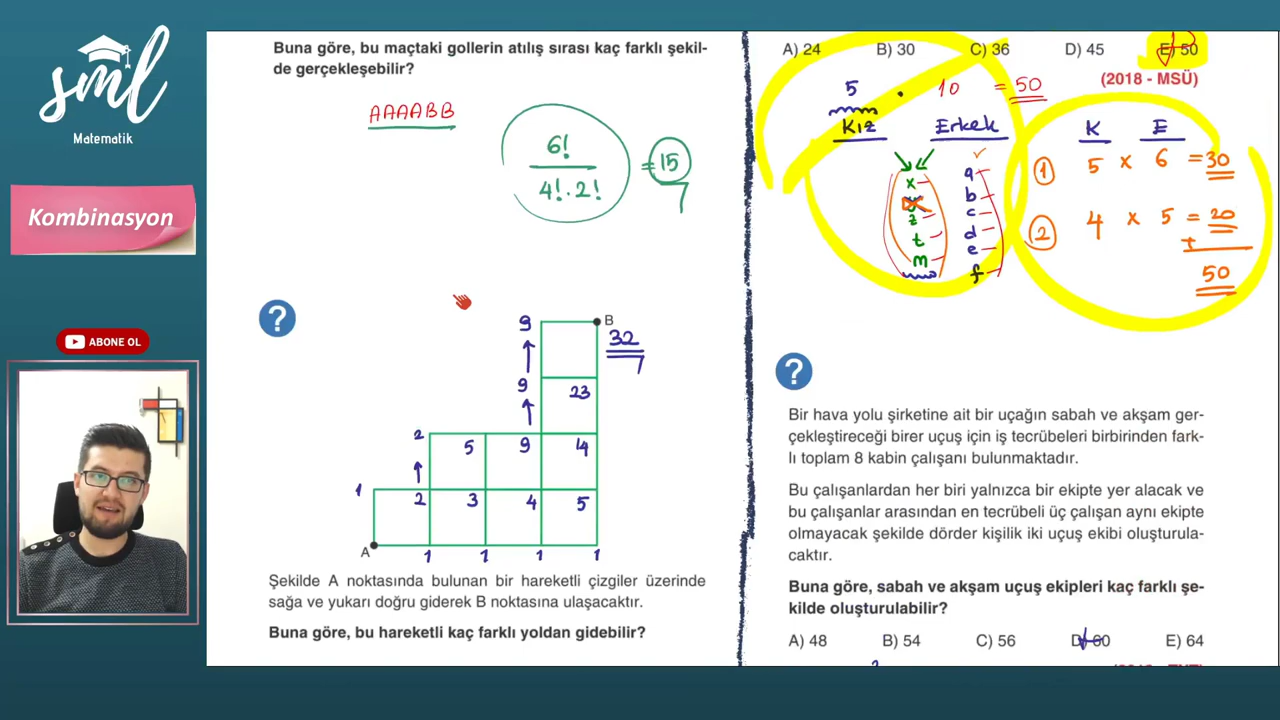 sml
Matematik
Kombinasyon
ABONE OL
Buna göre, bu maçtaki gollerin atılış sırası kaç farklı şekil-
de gerçekleşebilir?
AAAABB
6!
4! . 2!
= 15
?
B
9
32
9
23
2
5
9
14
1
2
3
4
5
A
1
1
1
1
Şekilde A noktasında bulunan bir hareketli çizgiler üzerinde
sağa ve yukarı doğru giderek B noktasına ulaşacaktır.
Buna göre, bu hareketli kaç farklı yoldan gidebilir?
A) 24 B) 30 C) 36 D) 45 E) 50
(2018 - MSÜ)
5 . 10 = 50
Kız Erkek
x
z
t
m
a
b
c
d
e
f
K E
1 5 x 6 = 30
2 4 x 5 = 20
+
50
?
Bir hava yolu şirketine ait bir uçağın sabah ve akşam ger-
çekleştireceği birer uçuş için iş tecrübeleri birbirinden fark-
lı toplam 8 kabin çalışanı bulunmaktadır.
Bu çalışanlardan her biri yalnızca bir ekipte yer alacak ve
bu çalışanlar arasından en tecrübeli üç çalışan aynı ekipte
olmayacak şekilde dörder kişilik iki uçuş ekibi oluşturula-
caktır.
Buna göre, sabah ve akşam uçuş ekipleri kaç farklı şe-
kilde oluşturulabilir?
A) 48 B) 54 C) 56 D) 60 E) 64